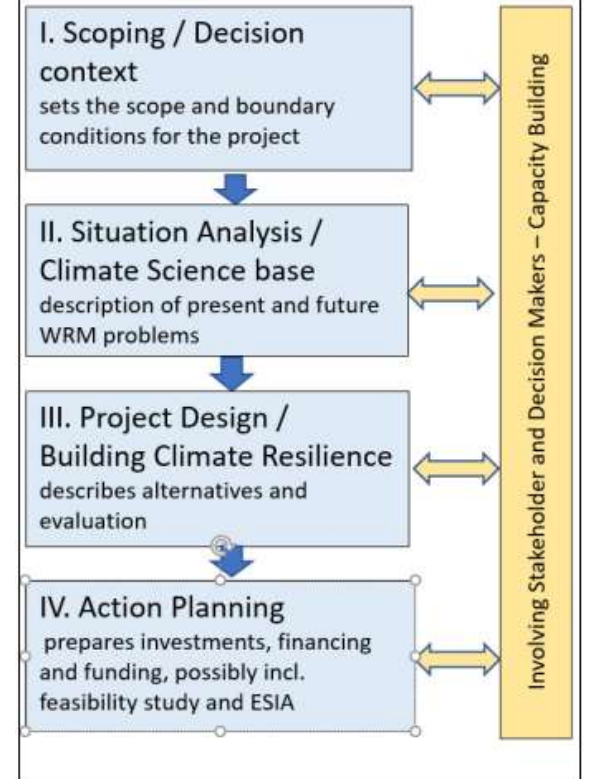 I. Scoping / Decision
context
sets the scope and boundary
conditions for the project
II. Situation Analysis /
Climate Science base
description of present and future
WRM problems
III. Project Design /
Building Climate Resilience
describes alternatives and
evaluation
IV. Action Planning
prepares investments, financing
and funding, possibly incl.
feasibility study and ESIA
Involving Stakeholder and Decision Makers – Capacity Building